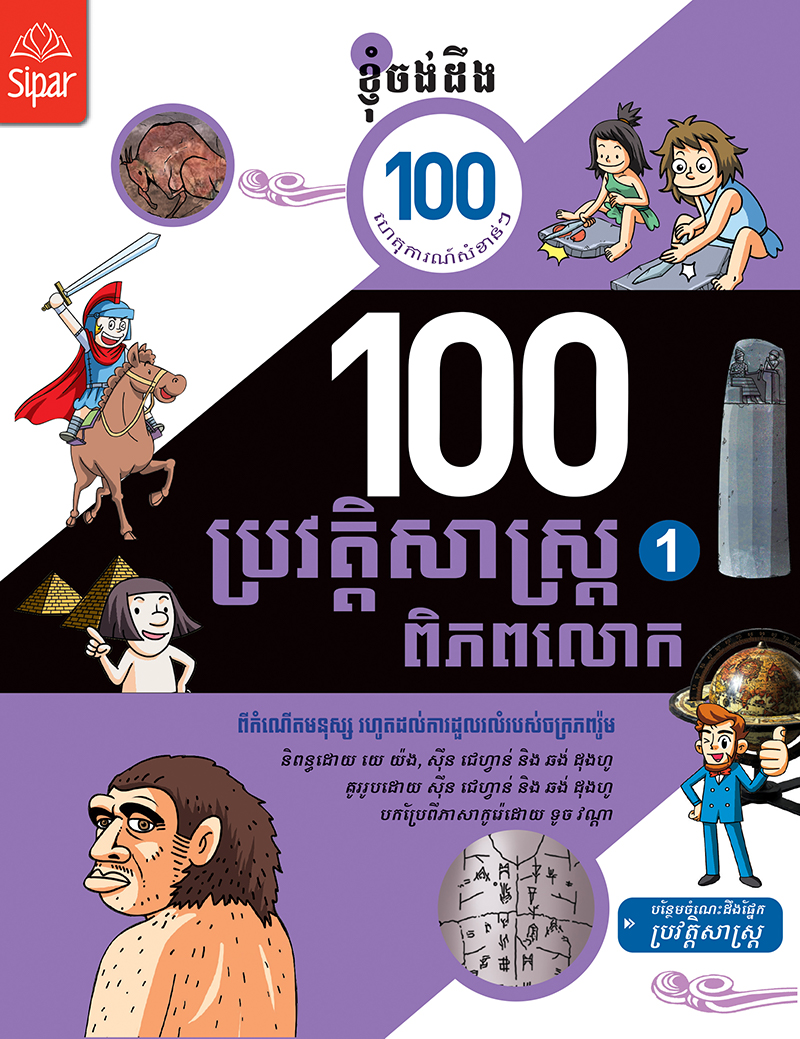 Sipar
ខ្ញុំចង់ដឹង
100
ហេតុការណ៍សំខាន់ៗ
100
ប្រវត្តិសាស្ត្រ 1
ពិភពលោក
ពីកំណើតមនុស្ស រហូតដល់ការដួលរលំរបស់ចក្រភពរ៉ូម
និពន្ធដោយ យេ យ៉ង, ស៊ីន ជេហ្វាន់ និង ឆង់ ដុងហូ
គូររូបដោយ ស៊ីន ជេហ្វាន់ និង ឆង់ ដុងហូ
បកប្រែពីភាសាកូរ៉េដោយ ទូច វណ្ណា
បន្ថែមចំណេះដឹងផ្នែក
ប្រវត្តិសាស្ត្រ